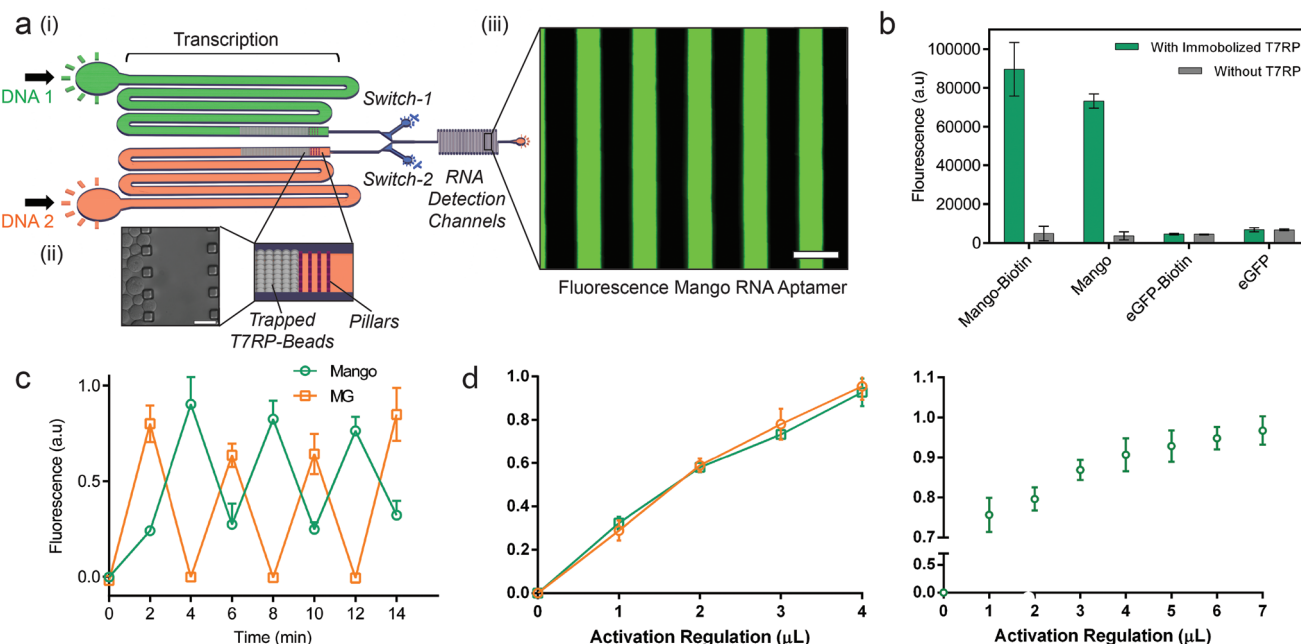 a (i)
Transcription
DNA 1
Switch-1
Switch-2
RNA
Detection
Channels
DNA 2
(ii)
Trapped
T7RP-Beads
Pillars
(iii)
Fluorescence Mango RNA Aptamer
b
Flourescence (a.u)
100000
80000
60000
40000
20000
0
With Immobolized T7RP
Without T7RP
Mango-Biotin
Mango
eGFP-Biotin
eGFP
c
Mango
MG
Fluorescence (a.u)
1.0
0.5
0.0
0 2 4 6 8 10 12 14
Time (min)
d
1.0
0.8
0.6
0.4
0.2
0.0
0 1 2 3 4
Activation Regulation (μL)
1.1
1.0
0.9
0.8
0.7
0.5
0.0
0 1 2 3 4 5 6 7
Activation Regulation (μL)